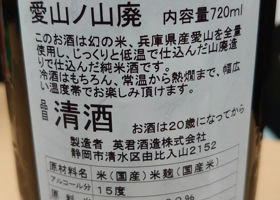 愛山ノ山廃 内容量720ml
このお酒は幻の米、兵庫県産愛山を全量
使用し、じっくりと低温で仕込んだ山廃造
りで仕込んだ純米酒です。
冷酒はもちろん、常温から熱燗まで、幅広
い温度帯でお楽しみ頂けます。
品目 清酒 お酒は20歳になってから
製造者 英君酒造株式会社
静岡市清水区由比入山2152
原材料名 米(国産)米麹(国産米)
アルコール分 15度